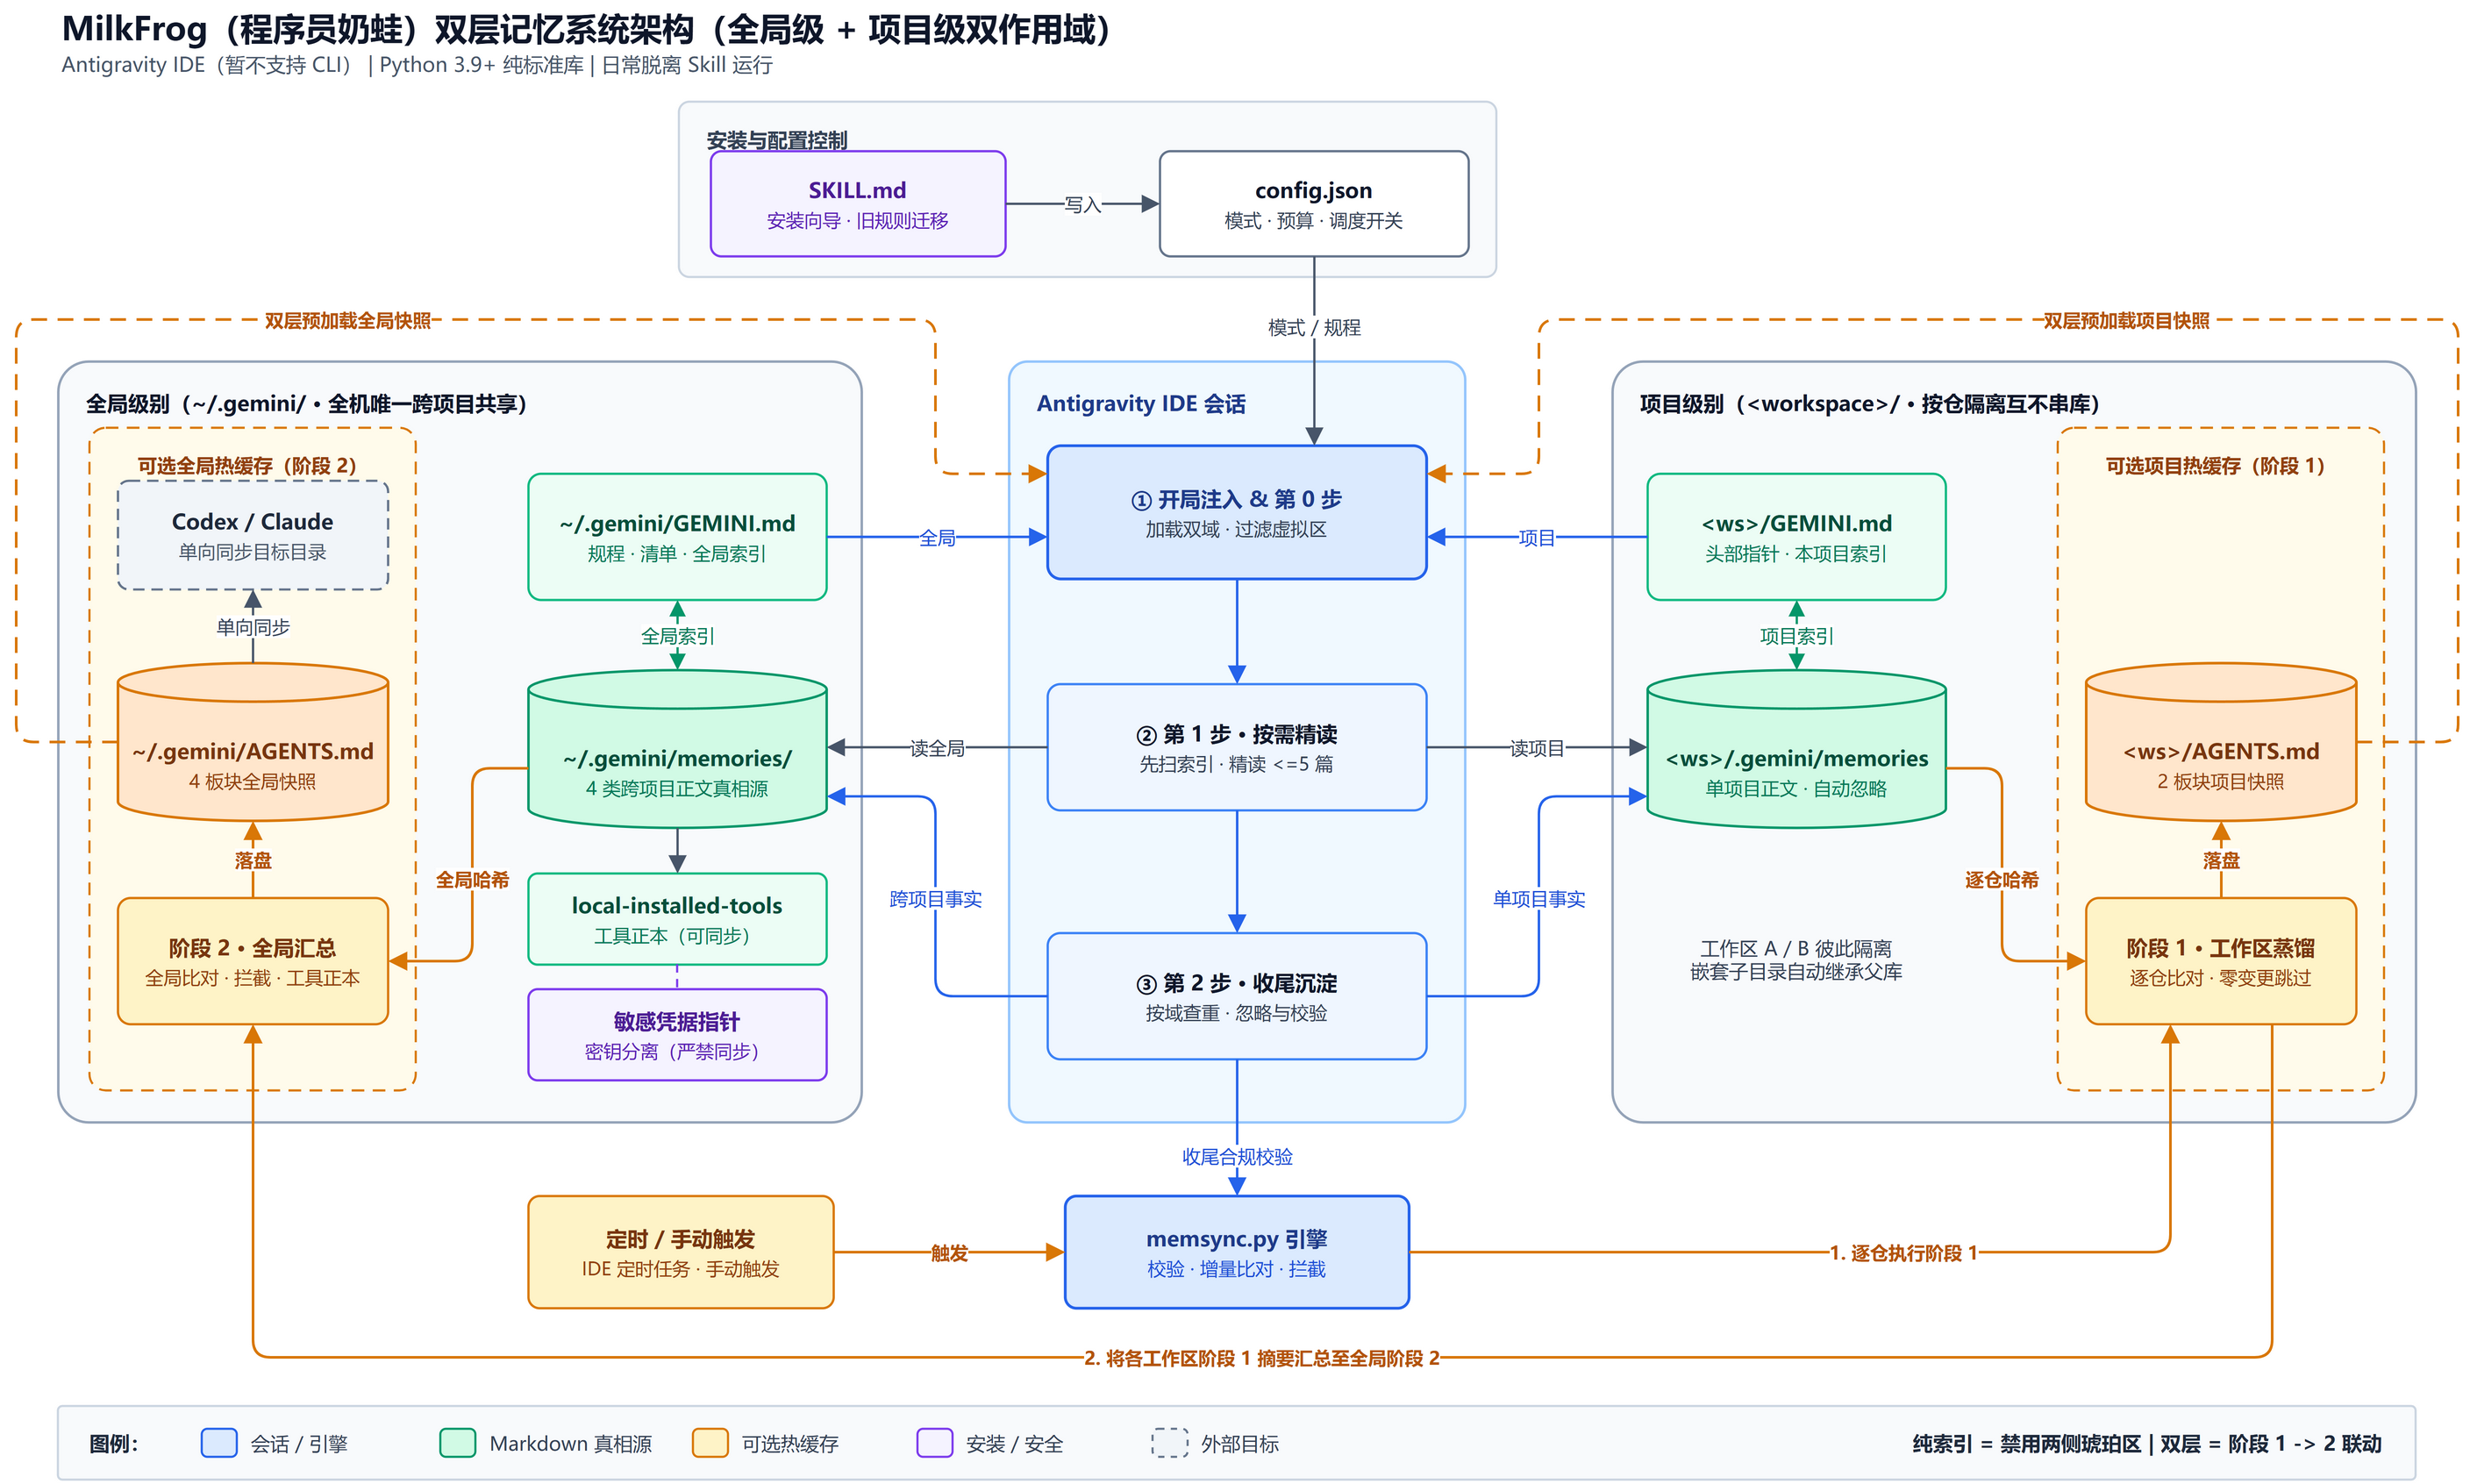 MilkFrog（程序员奶蛙）双层记忆系统架构（全局级 + 项目级双作用域）
Antigravity IDE（暂不支持 CLI） | Python 3.9+ 纯标准库 | 日常脱离 Skill 运行
安装与配置控制
SKILL.md
安装向导 · 旧规则迁移
写入
config.json
模式 · 预算 · 调度开关
模式 / 规程
双层预加载全局快照
双层预加载项目快照
全局级别（~/.gemini/ • 全机唯一跨项目共享）
可选全局热缓存（阶段 2）
Codex / Claude
单向同步目标目录
单向同步
~/.gemini/AGENTS.md
4 板块全局快照
落盘
阶段 2 • 全局汇总
全局比对 · 拦截 · 工具正本
全局哈希
~/.gemini/GEMINI.md
规程 · 清单 · 全局索引
全局索引
~/.gemini/memories/
4 类跨项目正文真相源
local-installed-tools
工具正本（可同步）
敏感凭据指针
密钥分离（严禁同步）
全局
读全局
跨项目事实
Antigravity IDE 会话
① 开局注入 & 第 0 步
加载双域 · 过滤虚拟区
② 第 1 步 • 按需精读
先扫索引 · 精读 <=5 篇
③ 第 2 步 • 收尾沉淀
按域查重 · 忽略与校验
收尾合规校验
项目
读项目
单项目事实
项目级别（<workspace>/ • 按仓隔离互不串库）
<ws>/GEMINI.md
头部指针 · 本项目索引
项目索引
<ws>/.gemini/memories
单项目正文 · 自动忽略
工作区 A / B 彼此隔离
嵌套子目录自动继承父库
逐仓哈希
可选项目热缓存（阶段 1）
<ws>/AGENTS.md
2 板块项目快照
落盘
阶段 1 • 工作区蒸馏
逐仓比对 · 零变更跳过
定时 / 手动触发
IDE 定时任务 · 手动触发
触发
memsync.py 引擎
校验 · 增量比对 · 拦截
1. 逐仓执行阶段 1
2. 将各工作区阶段 1 摘要汇总至全局阶段 2
图例：
会话 / 引擎
Markdown 真相源
可选热缓存
安装 / 安全
外部目标
纯索引 = 禁用两侧琥珀区 | 双层 = 阶段 1 -> 2 联动